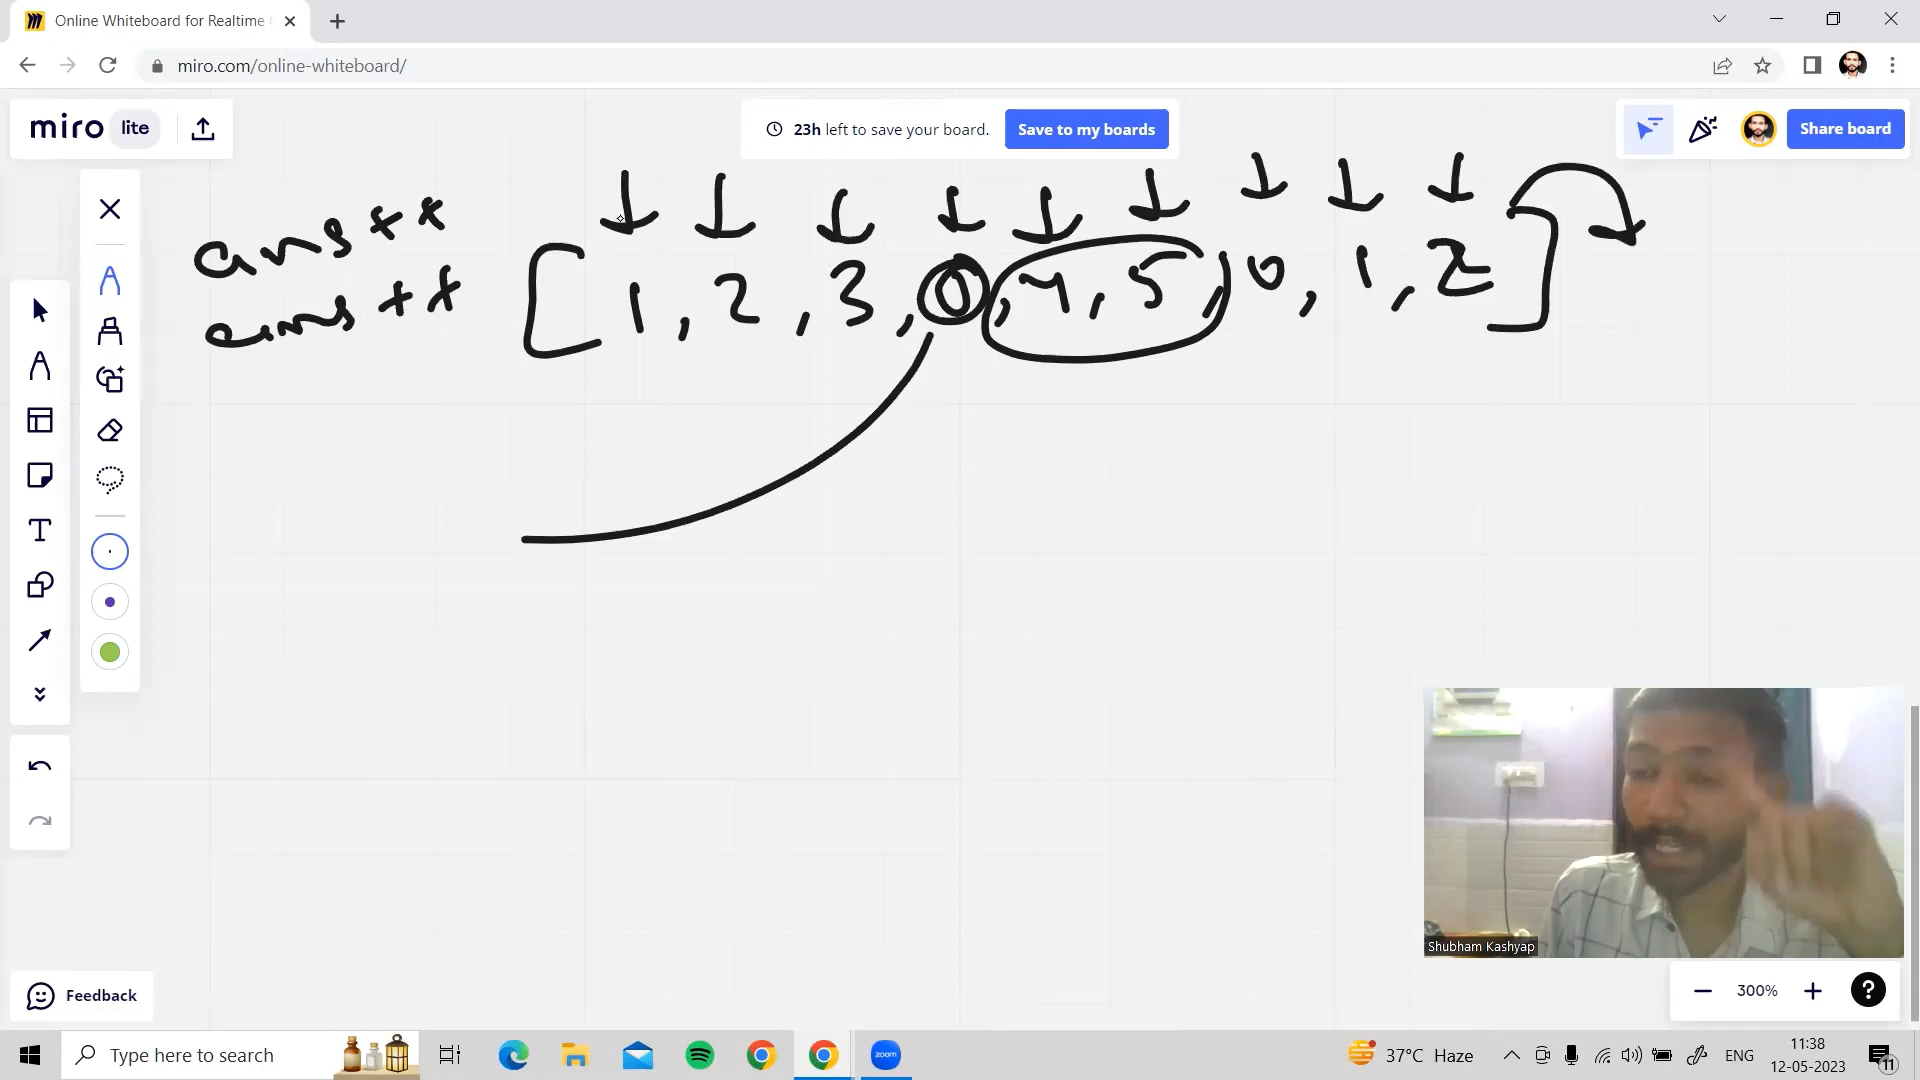 Online Whiteboard for Realtime
miro.com/online-whiteboard/
miro lite
23h left to save your board. Save to my boards
Share board
ans++
ans++
[1, 2, 3, 0, 4, 5, 0, 1, 2]
T
Shubham Kashyap
300%
?
Feedback
Type here to search
zoom
37°C Haze
ENG
11:38
12-05-2023
11